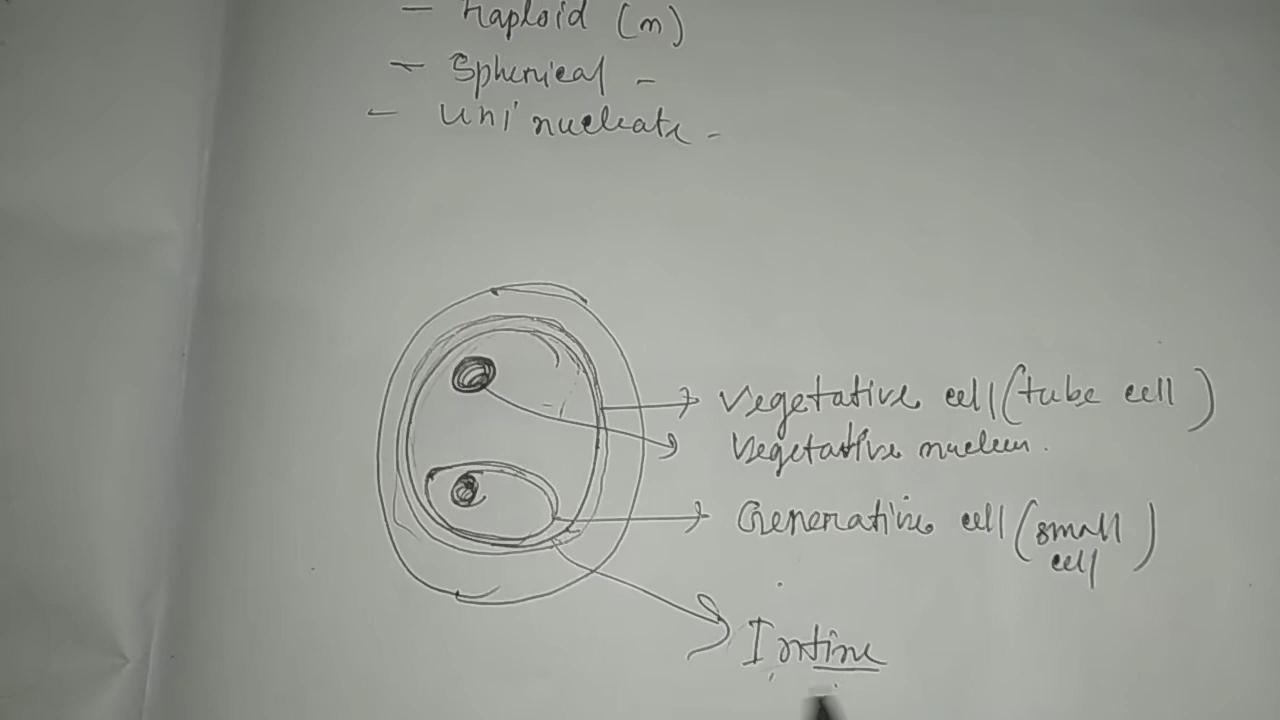 - haploid (n)
- Spherical -
- Uni nucleate -
Vegetative cell (tube cell)
Vegetative nucleus.
Generative cell (small
cell)
Intine